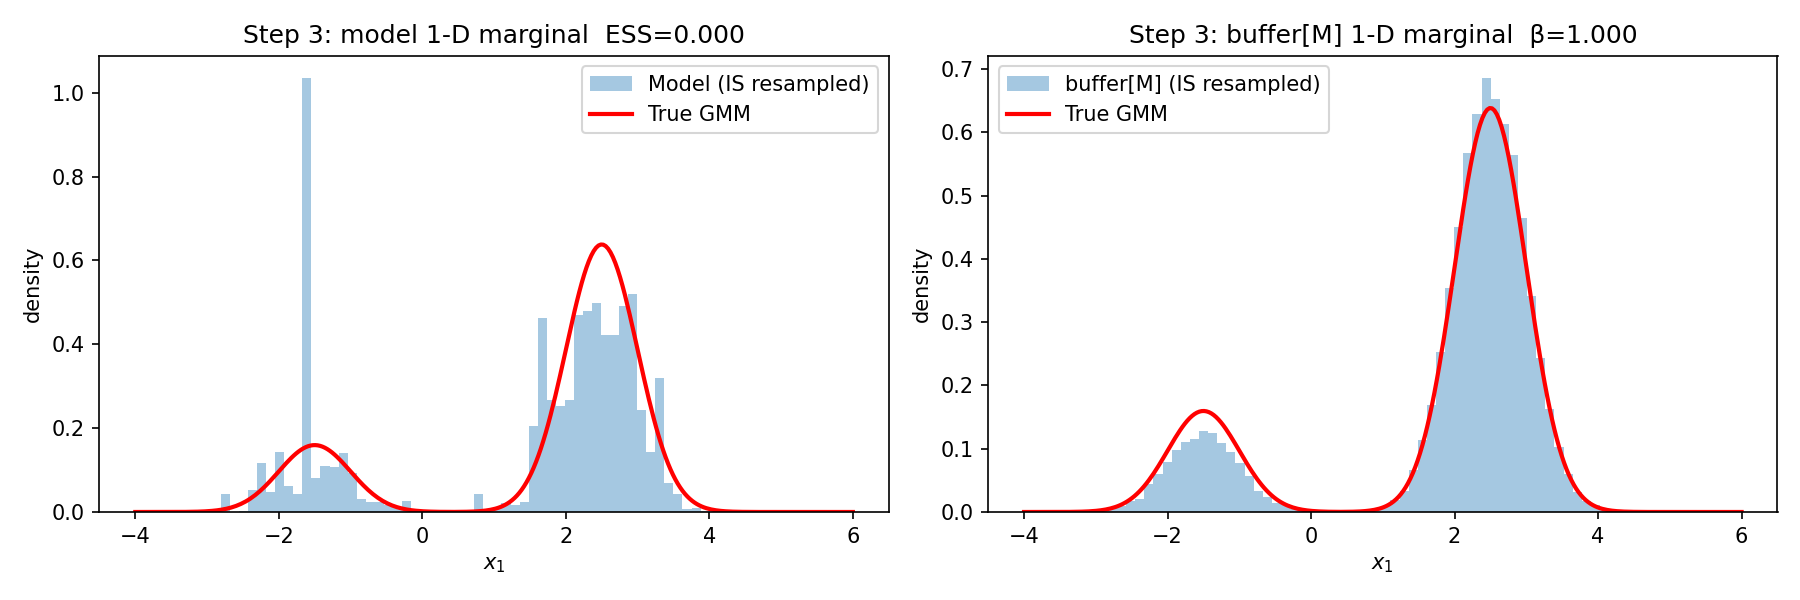 Step 3: model 1-D marginal  ESS=0.000
Model (IS resampled)
True GMM
density
1.0
0.8
0.6
0.4
0.2
0.0
−4
−2
0
2
4
6
x₁
Step 3: buffer[M] 1-D marginal  β=1.000
buffer[M] (IS resampled)
True GMM
density
0.7
0.6
0.5
0.4
0.3
0.2
0.1
0.0
−4
−2
0
2
4
6
x₁